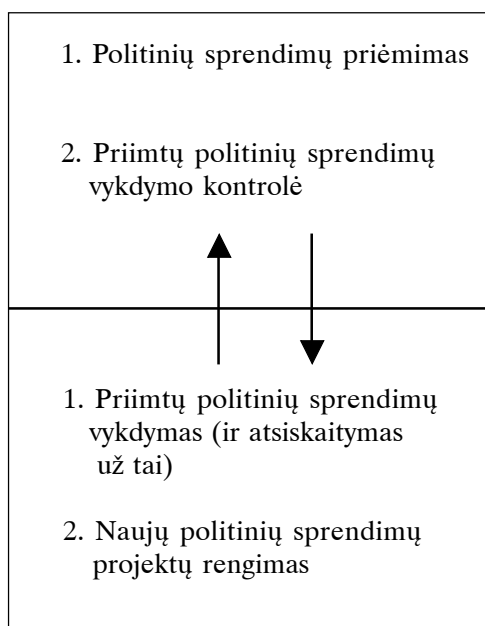 1. Politinių sprendimų priėmimas
2. Priimtų politinių sprendimų
vykdymo kontrolė
1. Priimtų politinių sprendimų
vykdymas (ir atsiskaitymas
už tai)
2. Naujų politinių sprendimų
projektų rengimas